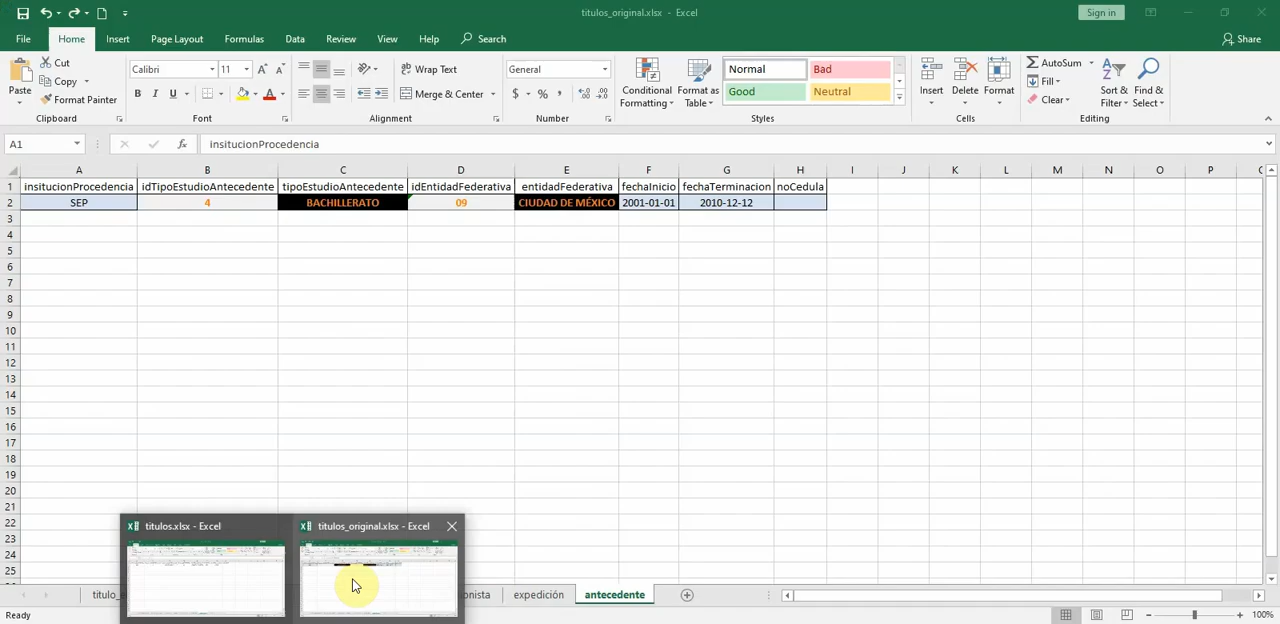 titulos_original.xlsx - Excel
Sign in
File Home Insert Page Layout Formulas Data Review View Help Search Share
Paste Cut Copy Format Painter Clipboard
Calibri 11 B I U Font
Wrap Text Merge & Center Alignment
General $ % , Number
Conditional Formatting Format as Table Normal Bad Good Neutral Styles
Insert Delete Format Cells
AutoSum Fill Clear Sort & Filter Find & Select Editing
A1 fx insitucionProcedencia
A B C D E F G H I J K L M N O P
1 insitucionProcedencia idTipoEstudioAntecedente tipoEstudioAntecedente idEntidadFederativa entidadFederativa fechaInicio fechaTerminacion noCedula
2 SEP 4 BACHILLERATO 09 CIUDAD DE MÉXICO 2001-01-01 2010-12-12
3
4
5
6
7
8
9
10
11
12
13
14
15
16
17
18
19
20
21
22
23
24
25
titulos.xlsx - Excel titulos_original.xlsx - Excel
titulo_ onista expedición antecedente
Ready 100%